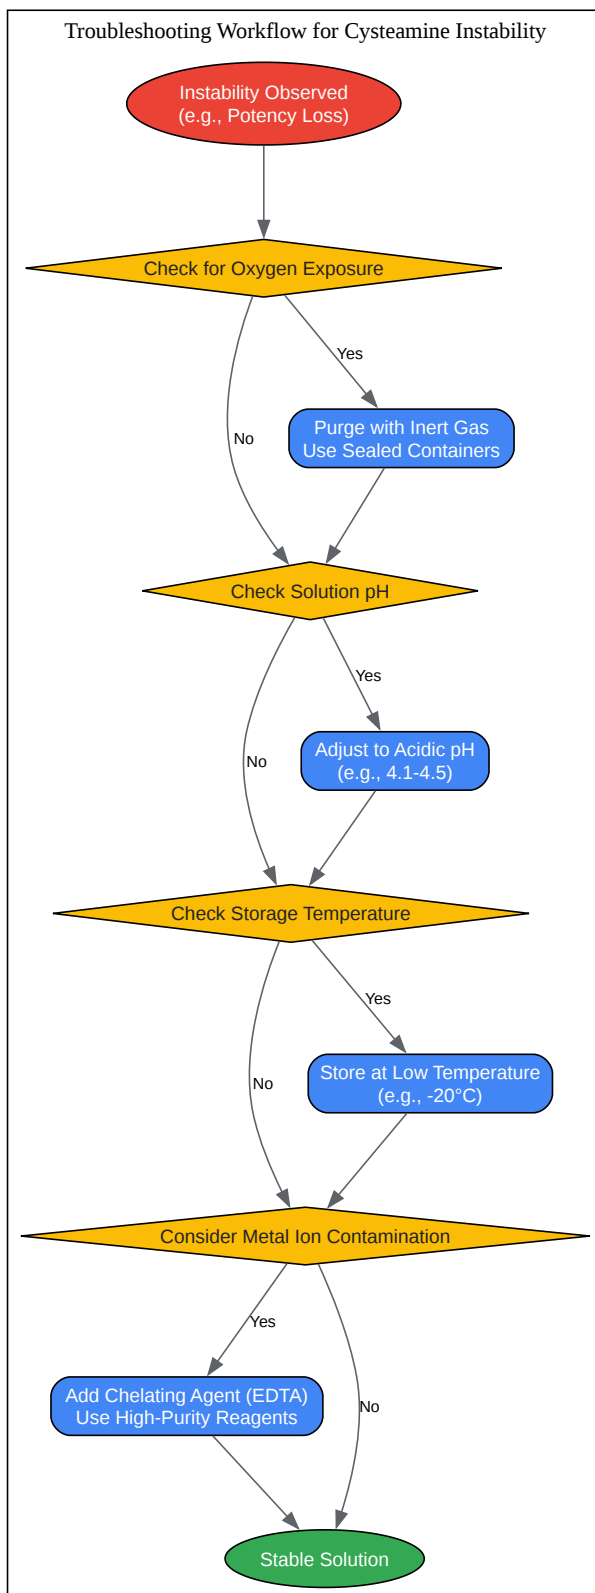 Troubleshooting Workflow for Cysteamine Instability
Instability Observed
(e.g., Potency Loss)
Check for Oxygen Exposure
Yes
Purge with Inert Gas
Use Sealed Containers
No
Check Solution pH
Yes
Adjust to Acidic pH
(e.g., 4.1-4.5)
No
Check Storage Temperature
Yes
Store at Low Temperature
(e.g., -20°C)
No
Consider Metal Ion Contamination
Yes
Add Chelating Agent (EDTA)
Use High-Purity Reagents
No
Stable Solution